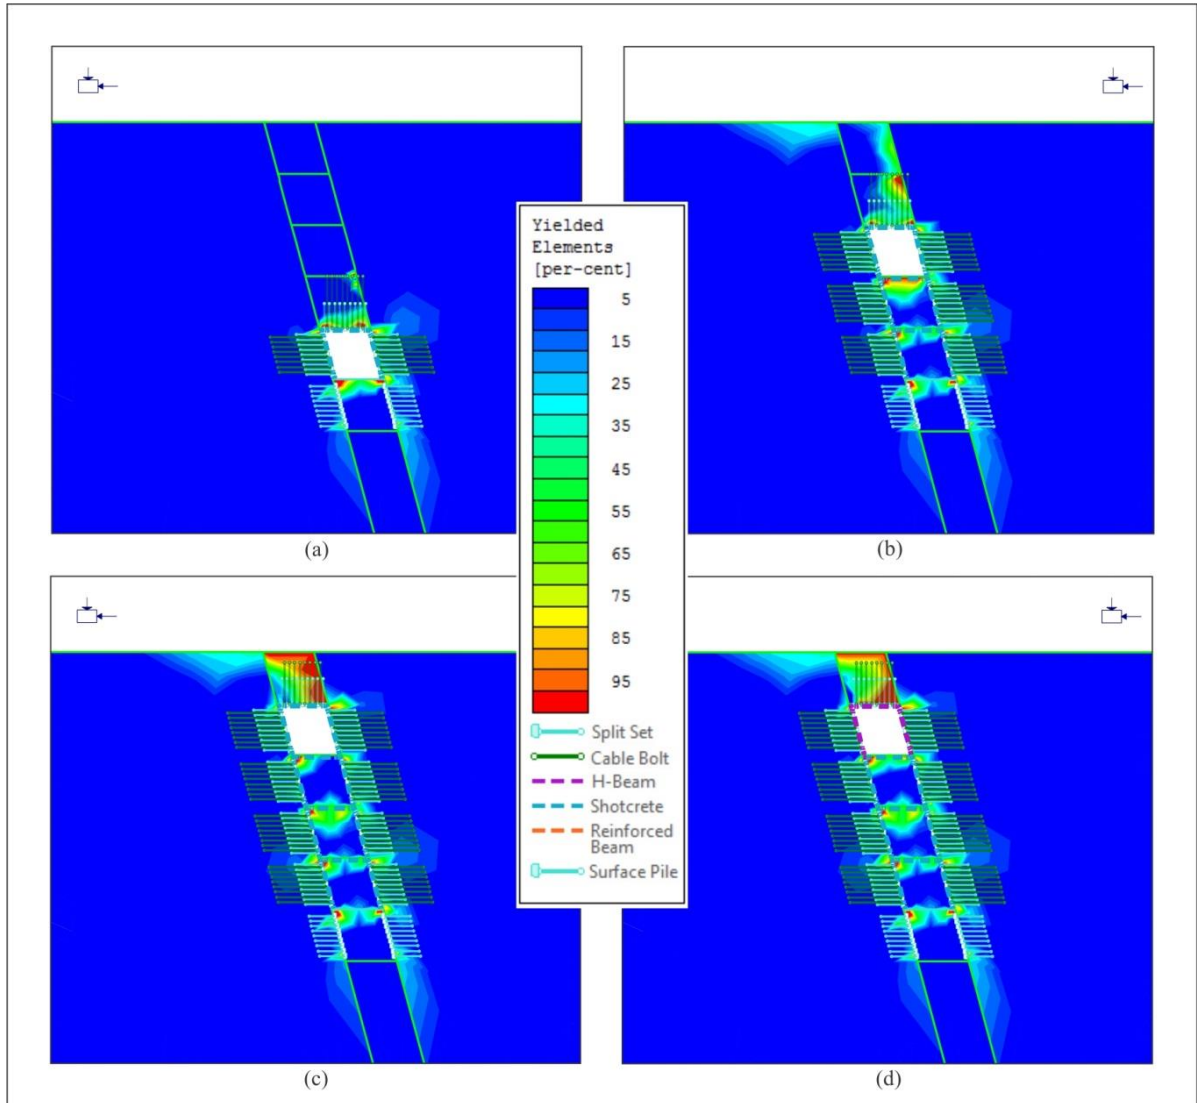 Yielded
Elements
[per-cent]
5
15
25
35
45
55
65
75
85
95
Split Set
Cable Bolt
H-Beam
Shotcrete
Reinforced
Beam
Surface Pile
(a)
(b)
(c)
(d)